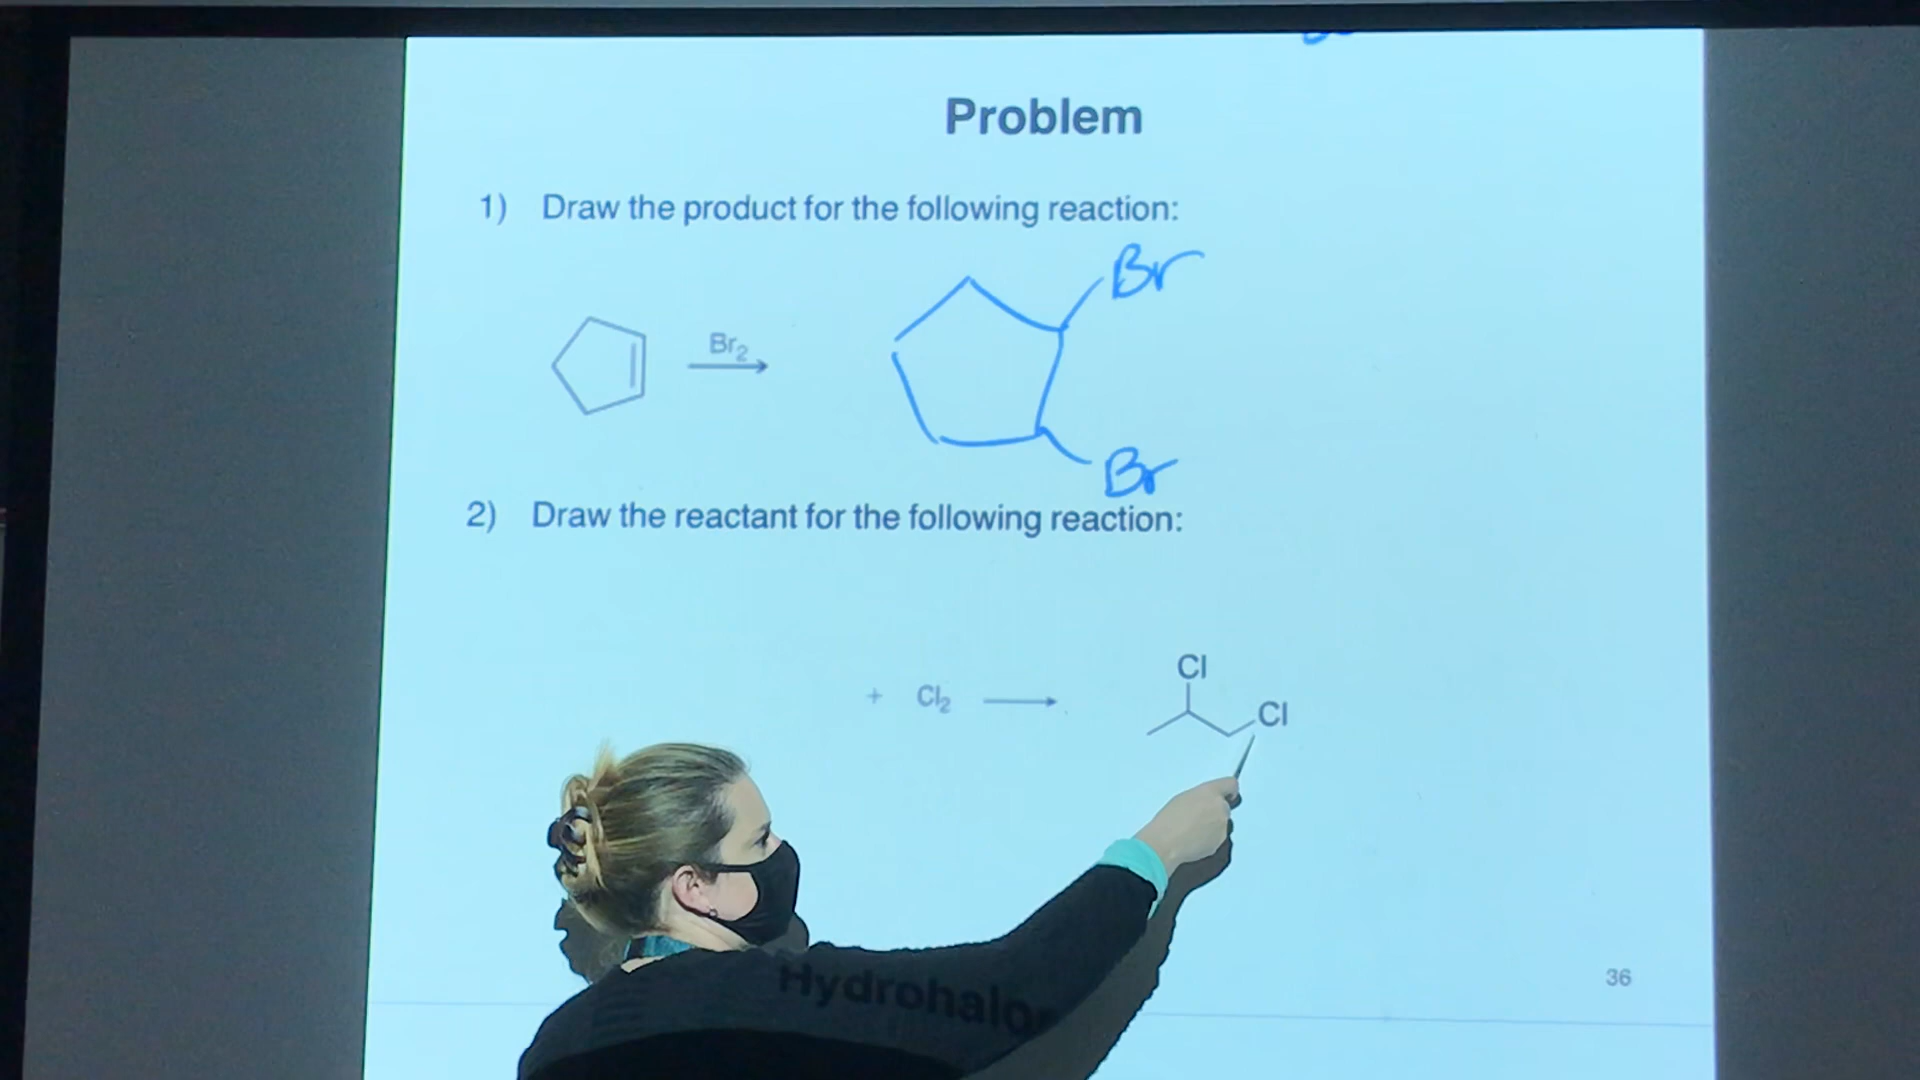 Problem
1) Draw the product for the following reaction:
Br₂
Br
Br
2) Draw the reactant for the following reaction:
Cl
+ Cl₂
Cl
36